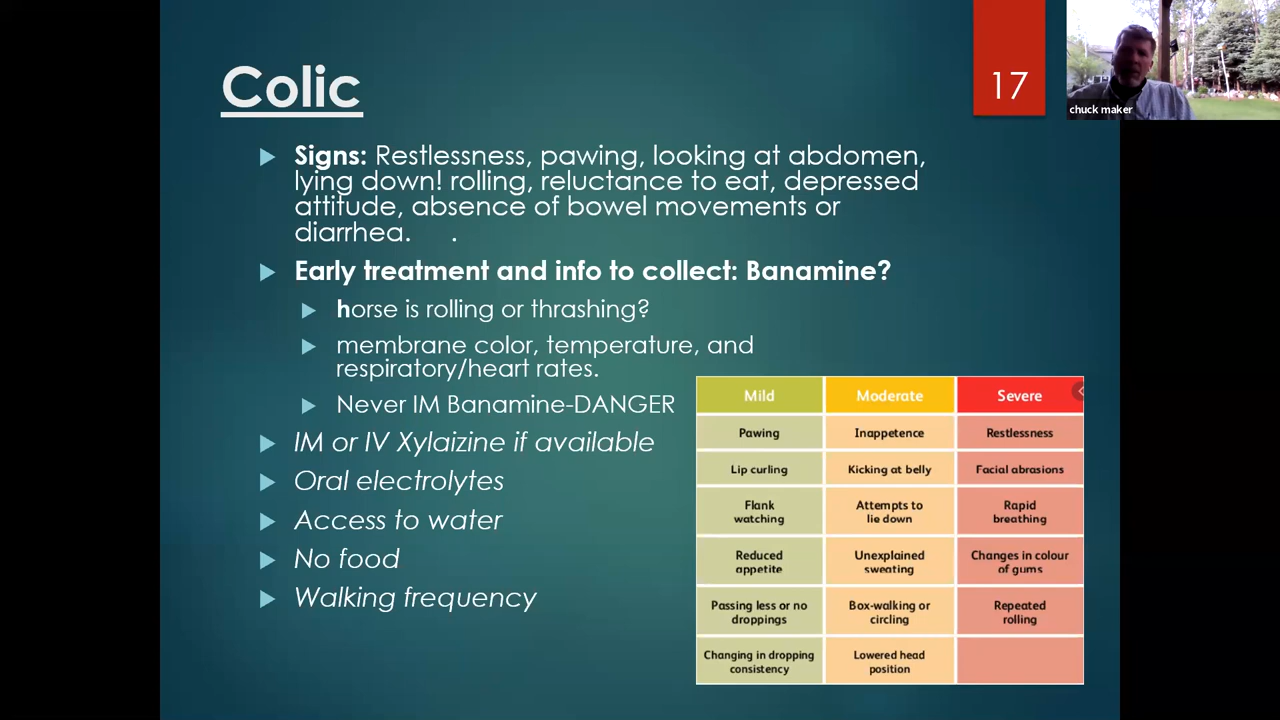 Colic
17
chuck maker
Signs: Restlessness, pawing, looking at abdomen,
lying down! rolling, reluctance to eat, depressed
attitude, absence of bowel movements or
diarrhea. .
Early treatment and info to collect: Banamine?
horse is rolling or thrashing?
membrane color, temperature, and
respiratory/heart rates.
Never IM Banamine-DANGER
IM or IV Xylaizine if available
Oral electrolytes
Access to water
No food
Walking frequency
Mild Moderate Severe
Pawing Inappetence Restlessness
Lip curling Kicking at belly Facial abrasions
Flank
watching
Attempts to
lie down
Rapid
breathing
Reduced
appetite
Unexplained
sweating
Changes in colour
of gums
Passing less or no
droppings
Box-walking or
circling
Repeated
rolling
Changing in dropping
consistency
Lowered head
position